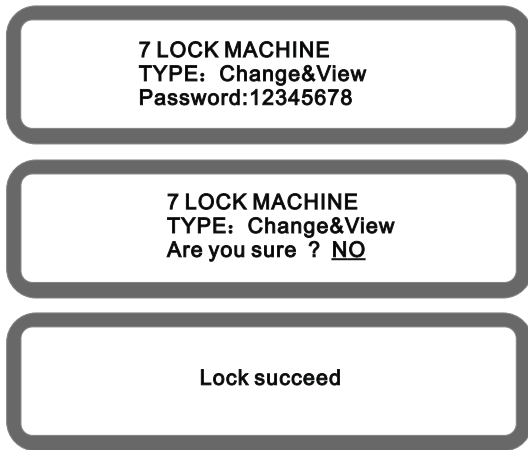 7 LOCK MACHINE
TYPE：Change&View
Password:12345678
7 LOCK MACHINE
TYPE：Change&View
Are you sure ? NO
Lock succeed